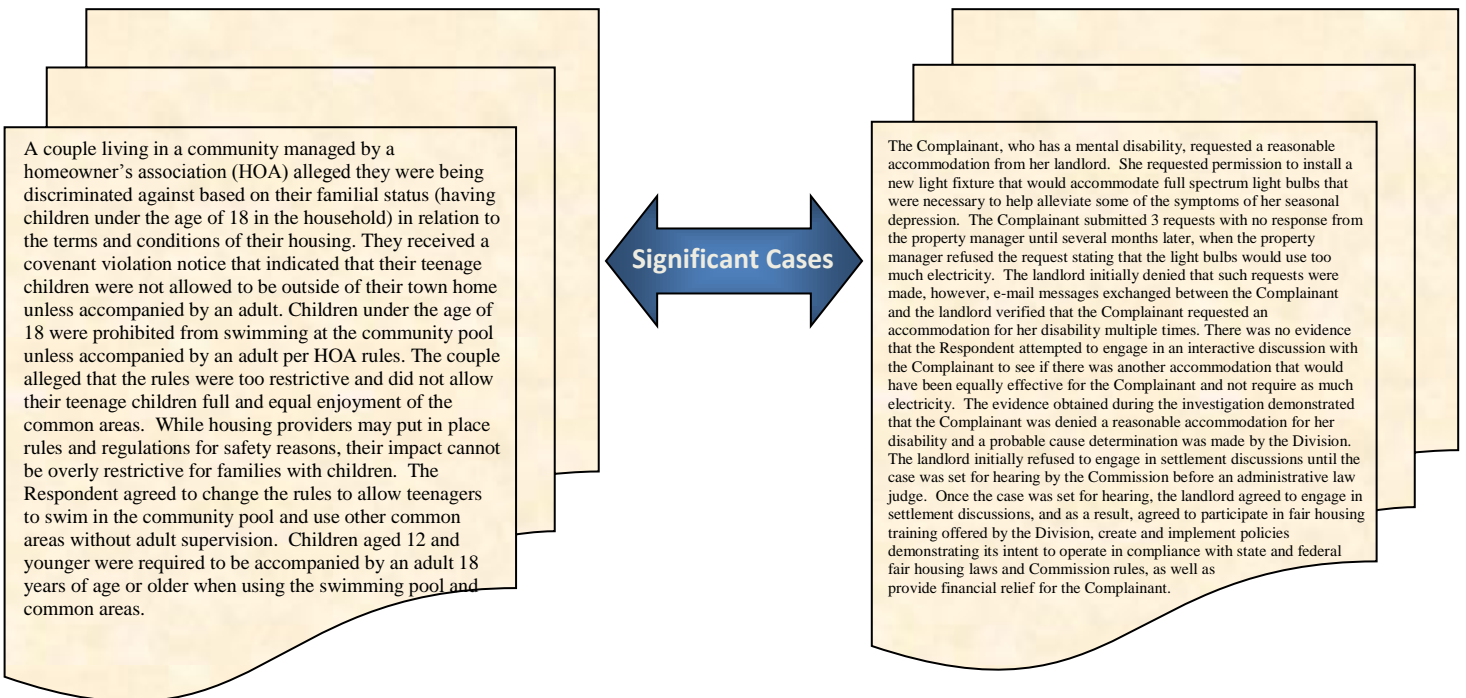 A couple living in a community managed by a
homeowner’s association (HOA) alleged they were being
discriminated against based on their familial status (having
children under the age of 18 in the household) in relation to
the terms and conditions of their housing. They received a
covenant violation notice that indicated that their teenage
children were not allowed to be outside of their town home
unless accompanied by an adult. Children under the age of
18 were prohibited from swimming at the community pool
unless accompanied by an adult per HOA rules. The couple
alleged that the rules were too restrictive and did not allow
their teenage children full and equal enjoyment of the
common areas.  While housing providers may put in place
rules and regulations for safety reasons, their impact cannot
be overly restrictive for families with children.  The
Respondent agreed to change the rules to allow teenagers
to swim in the community pool and use other common
areas without adult supervision.  Children aged 12 and
younger were required to be accompanied by an adult 18
years of age or older when using the swimming pool and
common areas.
Significant Cases
The Complainant, who has a mental disability, requested a reasonable
accommodation from her landlord.  She requested permission to install a
new light fixture that would accommodate full spectrum light bulbs that
were necessary to help alleviate some of the symptoms of her seasonal
depression.  The Complainant submitted 3 requests with no response from
the property manager until several months later, when the property
manager refused the request stating that the light bulbs would use too
much electricity.  The landlord initially denied that such requests were
made, however, e-mail messages exchanged between the Complainant
and the landlord verified that the Complainant requested an
accommodation for her disability multiple times. There was no evidence
that the Respondent attempted to engage in an interactive discussion with
the Complainant to see if there was another accommodation that would
have been equally effective for the Complainant and not require as much
electricity.  The evidence obtained during the investigation demonstrated
that the Complainant was denied a reasonable accommodation for her
disability and a probable cause determination was made by the Division.
The landlord initially refused to engage in settlement discussions until the
case was set for hearing by the Commission before an administrative law
judge.  Once the case was set for hearing, the landlord agreed to engage in
settlement discussions, and as a result, agreed to participate in fair housing
training offered by the Division, create and implement policies
demonstrating its intent to operate in compliance with state and federal
fair housing laws and Commission rules, as well as
provide financial relief for the Complainant.